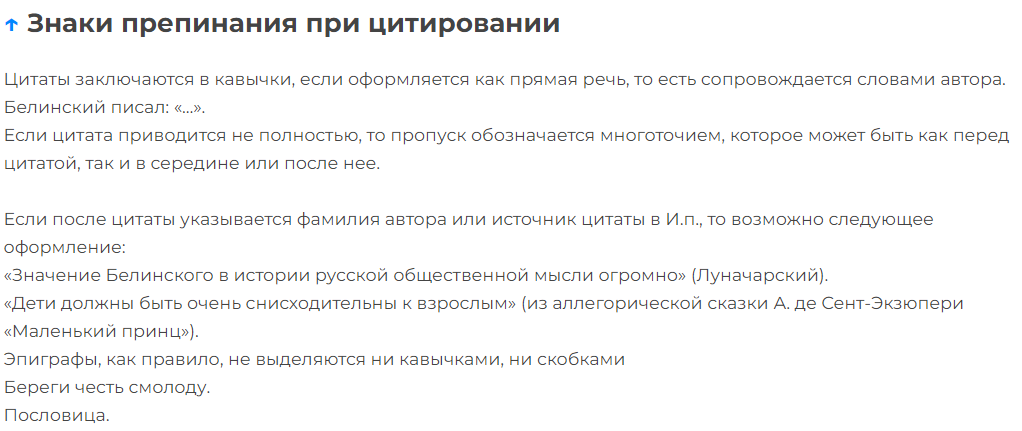 ↑ Знаки препинания при цитировании
Цитаты заключаются в кавычки, если оформляется как прямая речь, то есть сопровождается словами автора.
Белинский писал: «...».
Если цитата приводится не полностью, то пропуск обозначается многоточием, которое может быть как перед
цитатой, так и в середине или после нее.
Если после цитаты указывается фамилия автора или источник цитаты в И.п., то возможно следующее
оформление:
«Значение Белинского в истории русской общественной мысли огромно» (Луначарский).
«Дети должны быть очень снисходительны к взрослым» (из аллегорической сказки А. де Сент-Экзюпери
«Маленький принц»).
Эпиграфы, как правило, не выделяются ни кавычками, ни скобками
Береги честь смолоду.
Пословица.